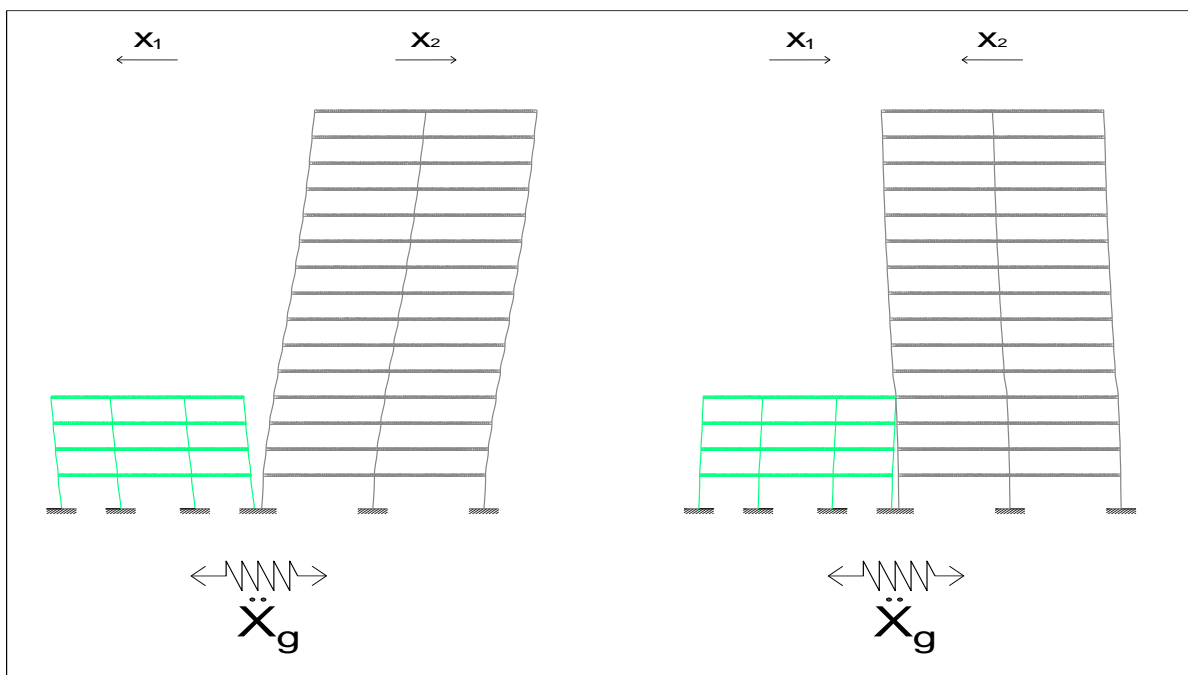 X₁ X₂ X₁ X₂
Ẍg Ẍg